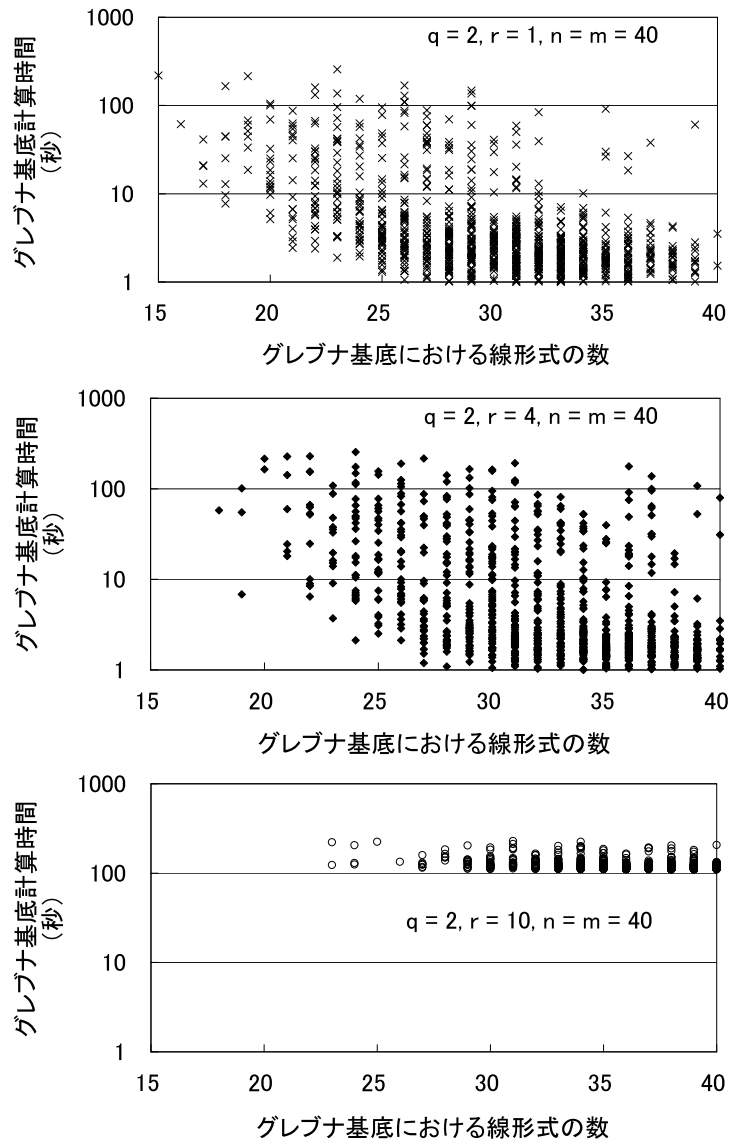 1000
q = 2, r = 1, n = m = 40
100
10
1
グレブナ基底計算時間
（秒）
15 20 25 30 35 40
グレブナ基底における線形式の数
1000
q = 2, r = 4, n = m = 40
100
10
1
グレブナ基底計算時間
（秒）
15 20 25 30 35 40
グレブナ基底における線形式の数
1000
100
q = 2, r = 10, n = m = 40
10
1
グレブナ基底計算時間
（秒）
15 20 25 30 35 40
グレブナ基底における線形式の数